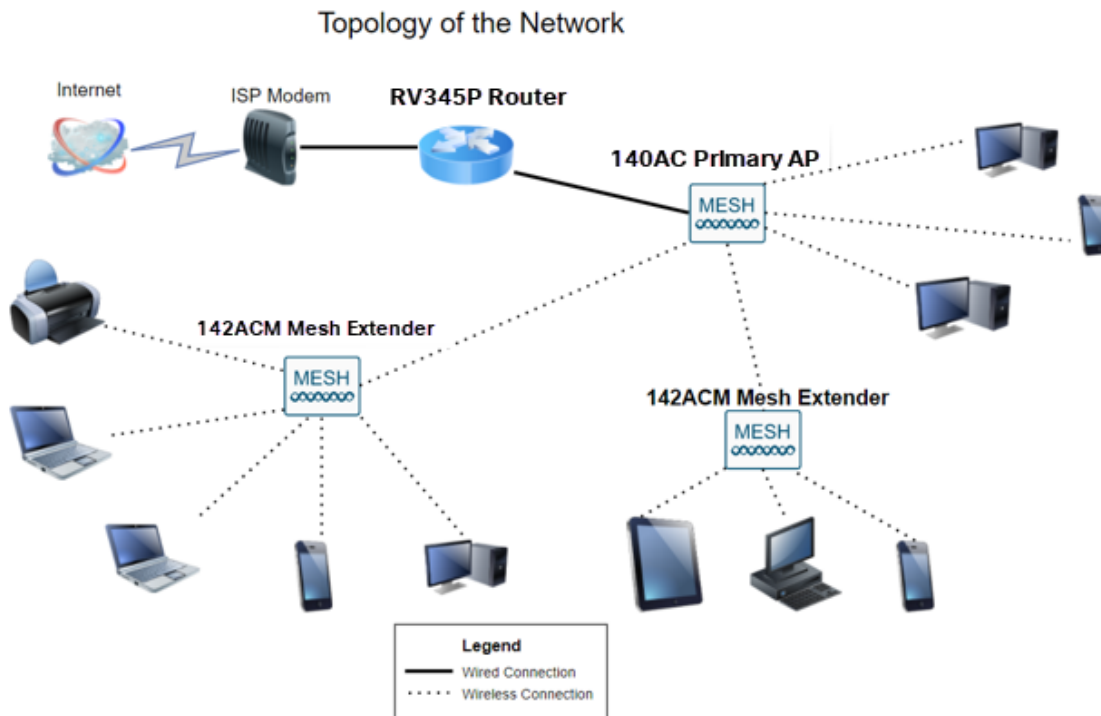 Topology of the Network
Internet
ISP Modem
RV345P Router
140AC Primary AP
MESH
142ACM Mesh Extender
MESH
142ACM Mesh Extender
MESH
Legend
Wired Connection
Wireless Connection